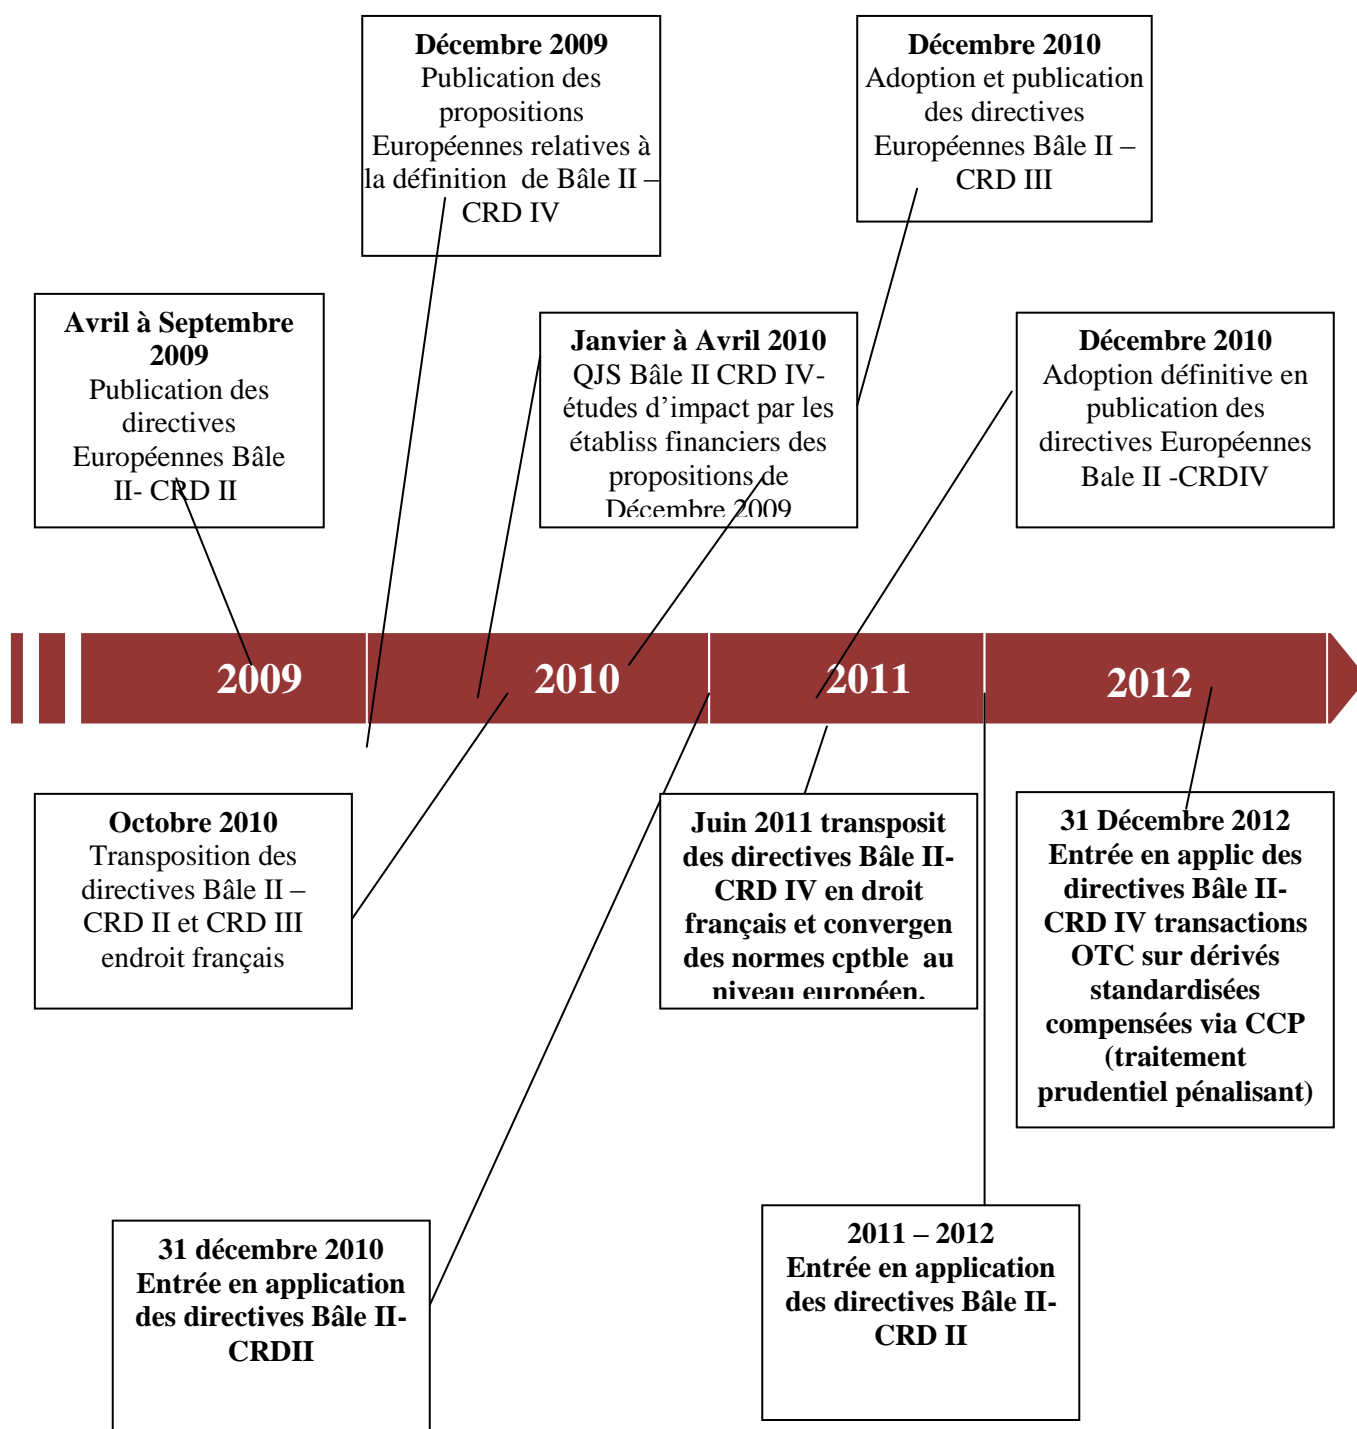 Décembre 2009
Publication des
propositions
Européennes relatives à
la définition de Bâle II –
CRD IV
Décembre 2010
Adoption et publication
des directives
Européennes Bâle II –
CRD III
Avril à Septembre
2009
Publication des
directives
Européennes Bâle
II- CRD II
Janvier à Avril 2010
QJS Bâle II CRD IV-
études d’impact par les
établiss financiers des
propositions de
Décembre 2009
Décembre 2010
Adoption définitive en
publication des
directives Européennes
Bale II -CRDIV
2009
2010
2011
2012
Octobre 2010
Transposition des
directives Bâle II –
CRD II et CRD III
endroit français
Juin 2011 transposit
des directives Bâle II-
CRD IV en droit
français et convergen
des normes cptble au
niveau européen.
31 Décembre 2012
Entrée en applic des
directives Bâle II-
CRD IV transactions
OTC sur dérivés
standardisées
compensées via CCP
(traitement
prudentiel pénalisant)
31 décembre 2010
Entrée en application
des directives Bâle II-
CRDII
2011 – 2012
Entrée en application
des directives Bâle II-
CRD II